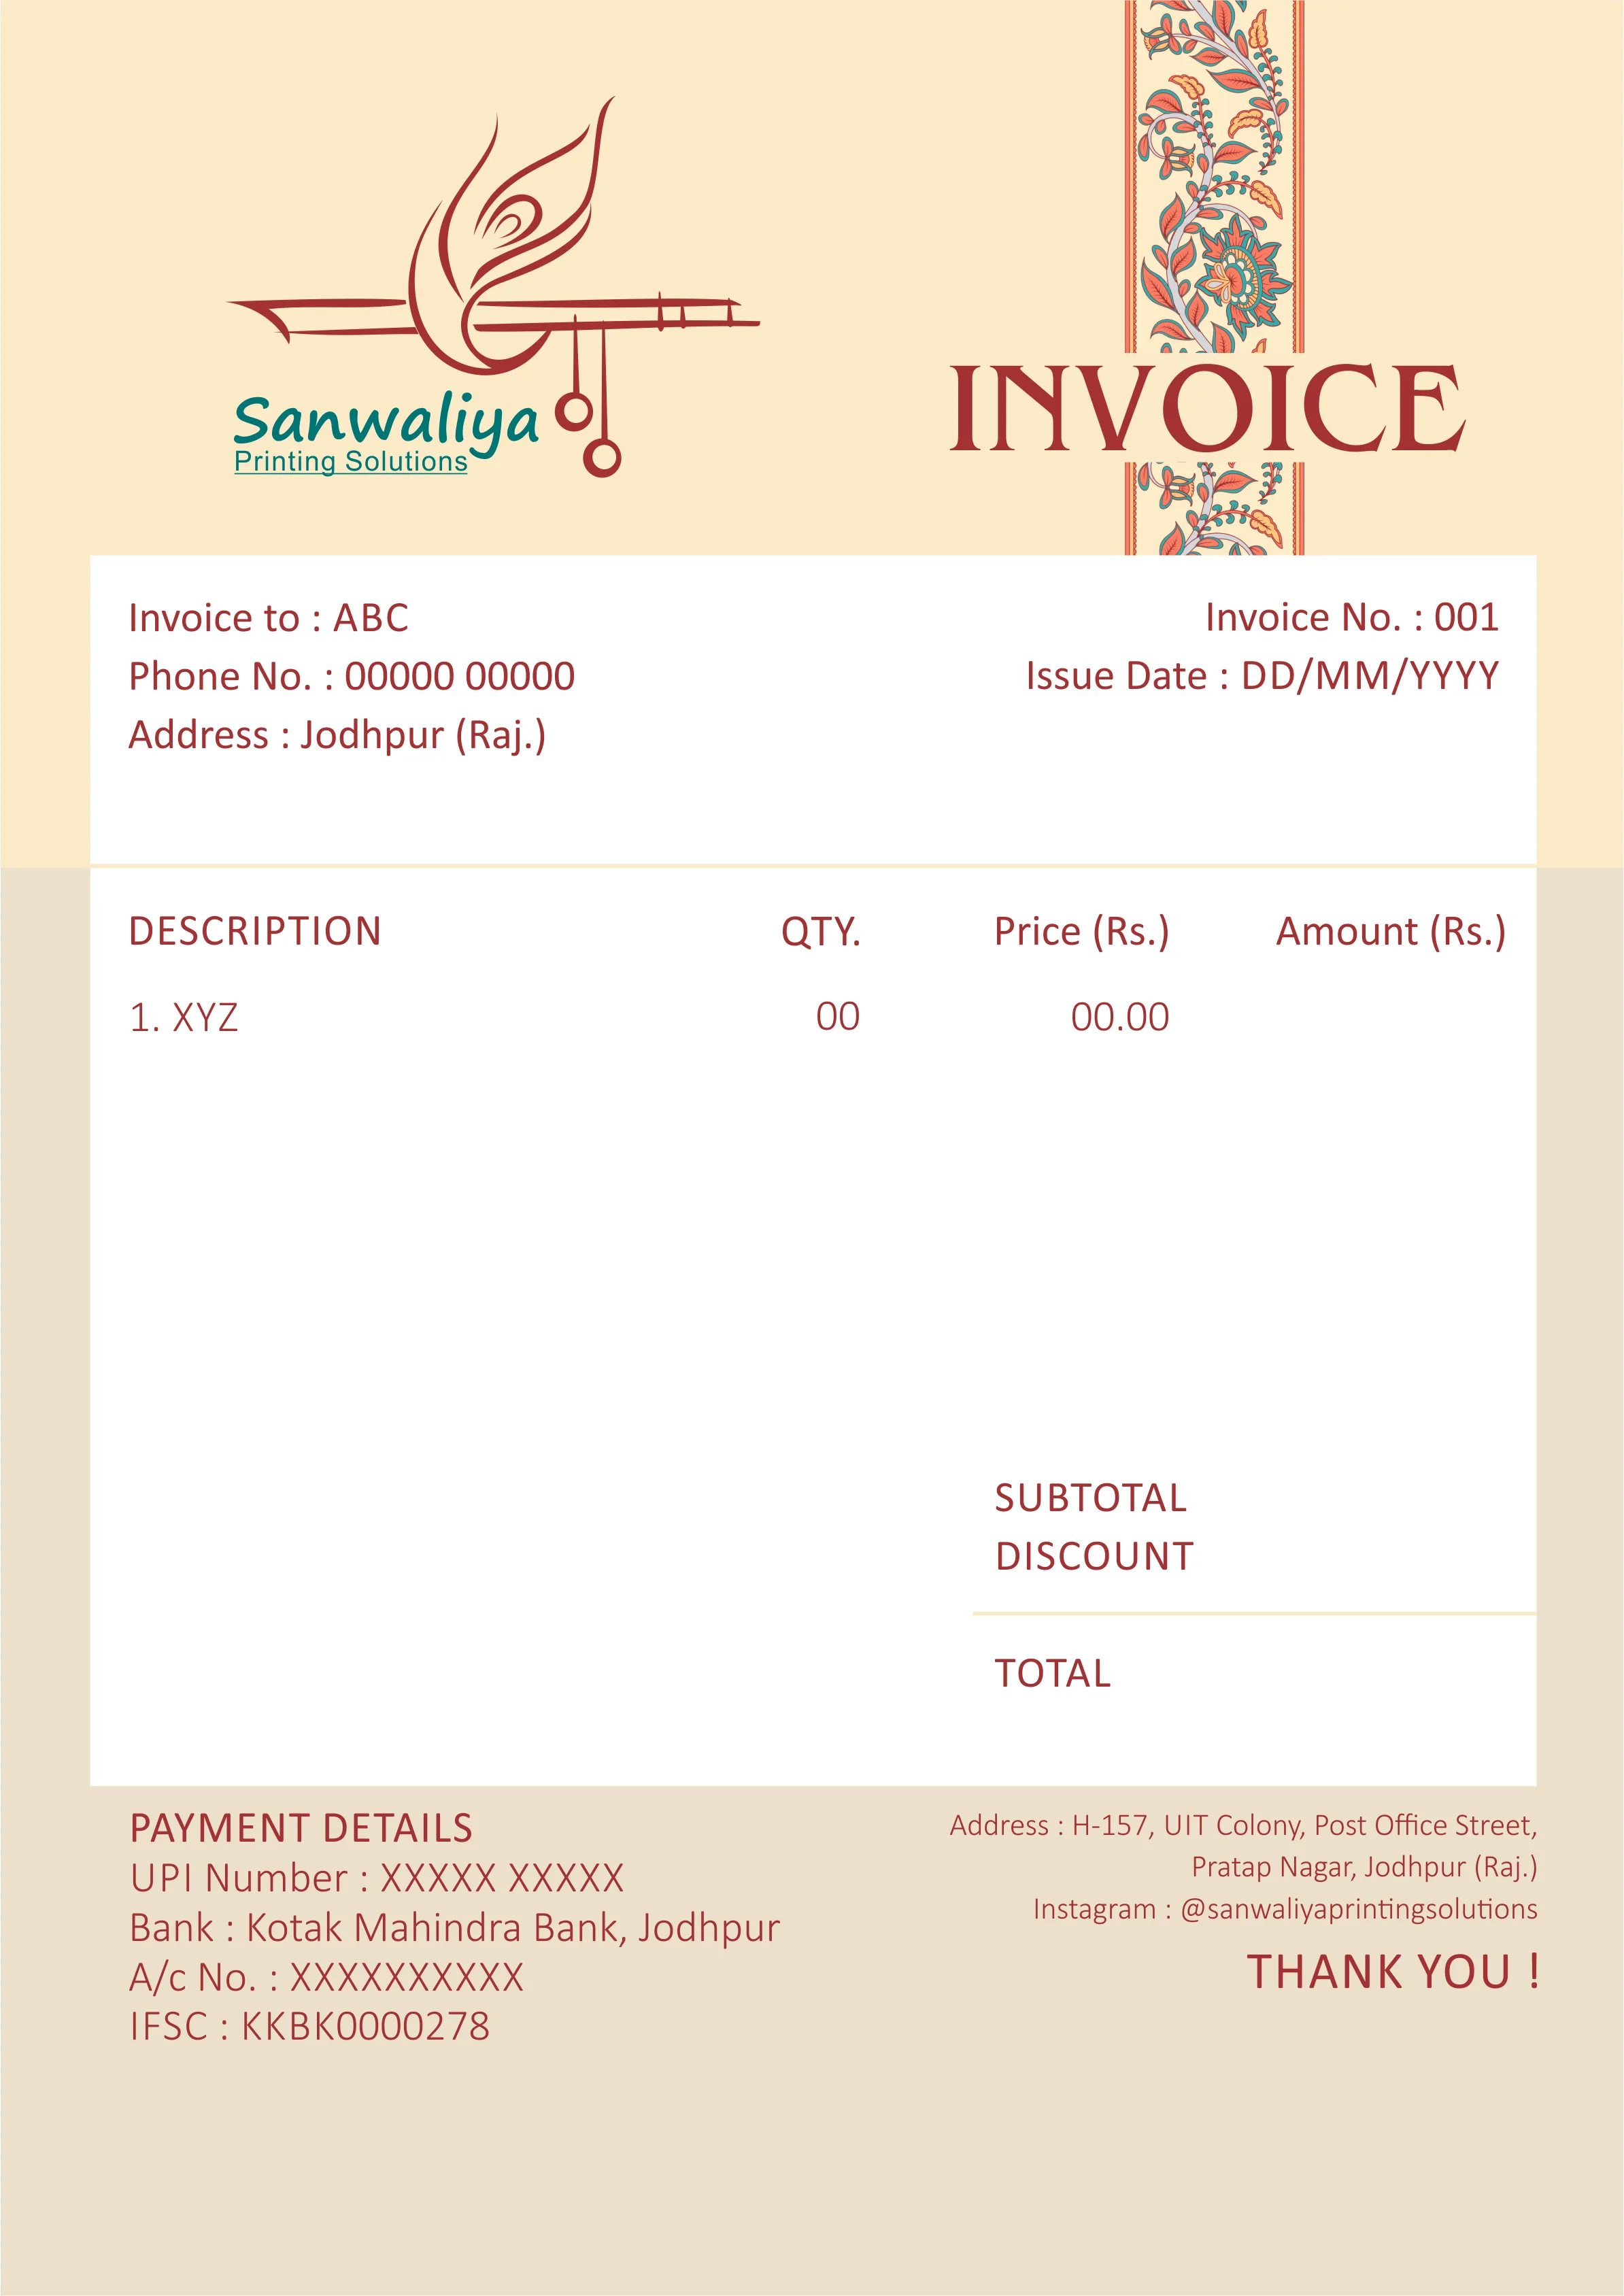 Sanwaliya
Printing Solutions
INVOICE
Invoice to : ABC
Phone No. : 00000 00000
Address : Jodhpur (Raj.)
Invoice No. : 001
Issue Date : DD/MM/YYYY
DESCRIPTION QTY. Price (Rs.) Amount (Rs.)
1. XYZ 00 00.00
SUBTOTAL
DISCOUNT
TOTAL
PAYMENT DETAILS
UPI Number : XXXXX XXXXX
Bank : Kotak Mahindra Bank, Jodhpur
A/c No. : XXXXXXXXXX
IFSC : KKBK0000278
Address : H-157, UIT Colony, Post Office Street,
Pratap Nagar, Jodhpur (Raj.)
Instagram : @sanwaliyaprintingsolutions
THANK YOU !